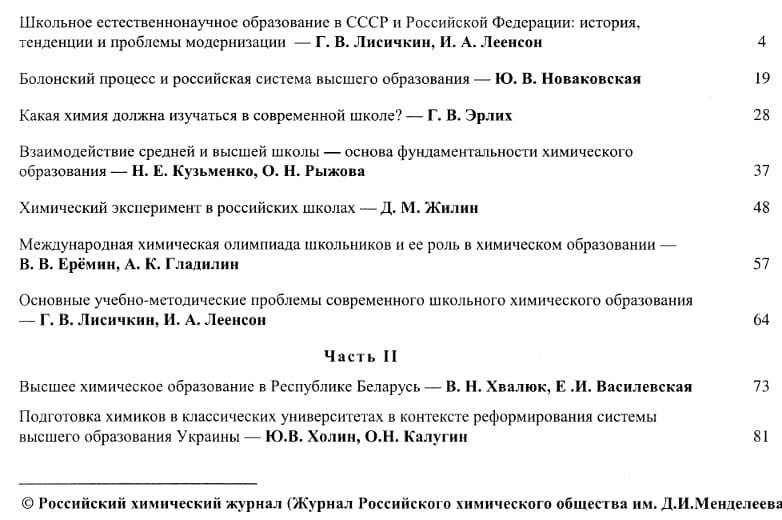 Школьное естественнонаучное образование в СССР и Российской Федерации: история,
тенденции и проблемы модернизации — Г. В. Лисичкин, И. А. Леенсон 4
Болонский процесс и российская система высшего образования — Ю. В. Новаковская 19
Какая химия должна изучаться в современной школе? — Г. В. Эрлих 28
Взаимодействие средней и высшей школы — основа фундаментальности химического
образования — Н. Е. Кузьменко, О. Н. Рыжова 37
Химический эксперимент в российских школах — Д. М. Жилин 48
Международная химическая олимпиада школьников и ее роль в химическом образовании —
В. В. Ерёмин, А. К. Гладилин 57
Основные учебно-методические проблемы современного школьного химического образования
— Г. В. Лисичкин, И. А. Леенсон 64
Часть II
Высшее химическое образование в Республике Беларусь — В. Н. Хвалюк, Е .И. Василевская 73
Подготовка химиков в классических университетах в контексте реформирования системы
высшего образования Украины — Ю.В. Холин, О.Н. Калугин 81
© Российский химический журнал (Журнал Российского химического общества им. Д.И.Менделеева